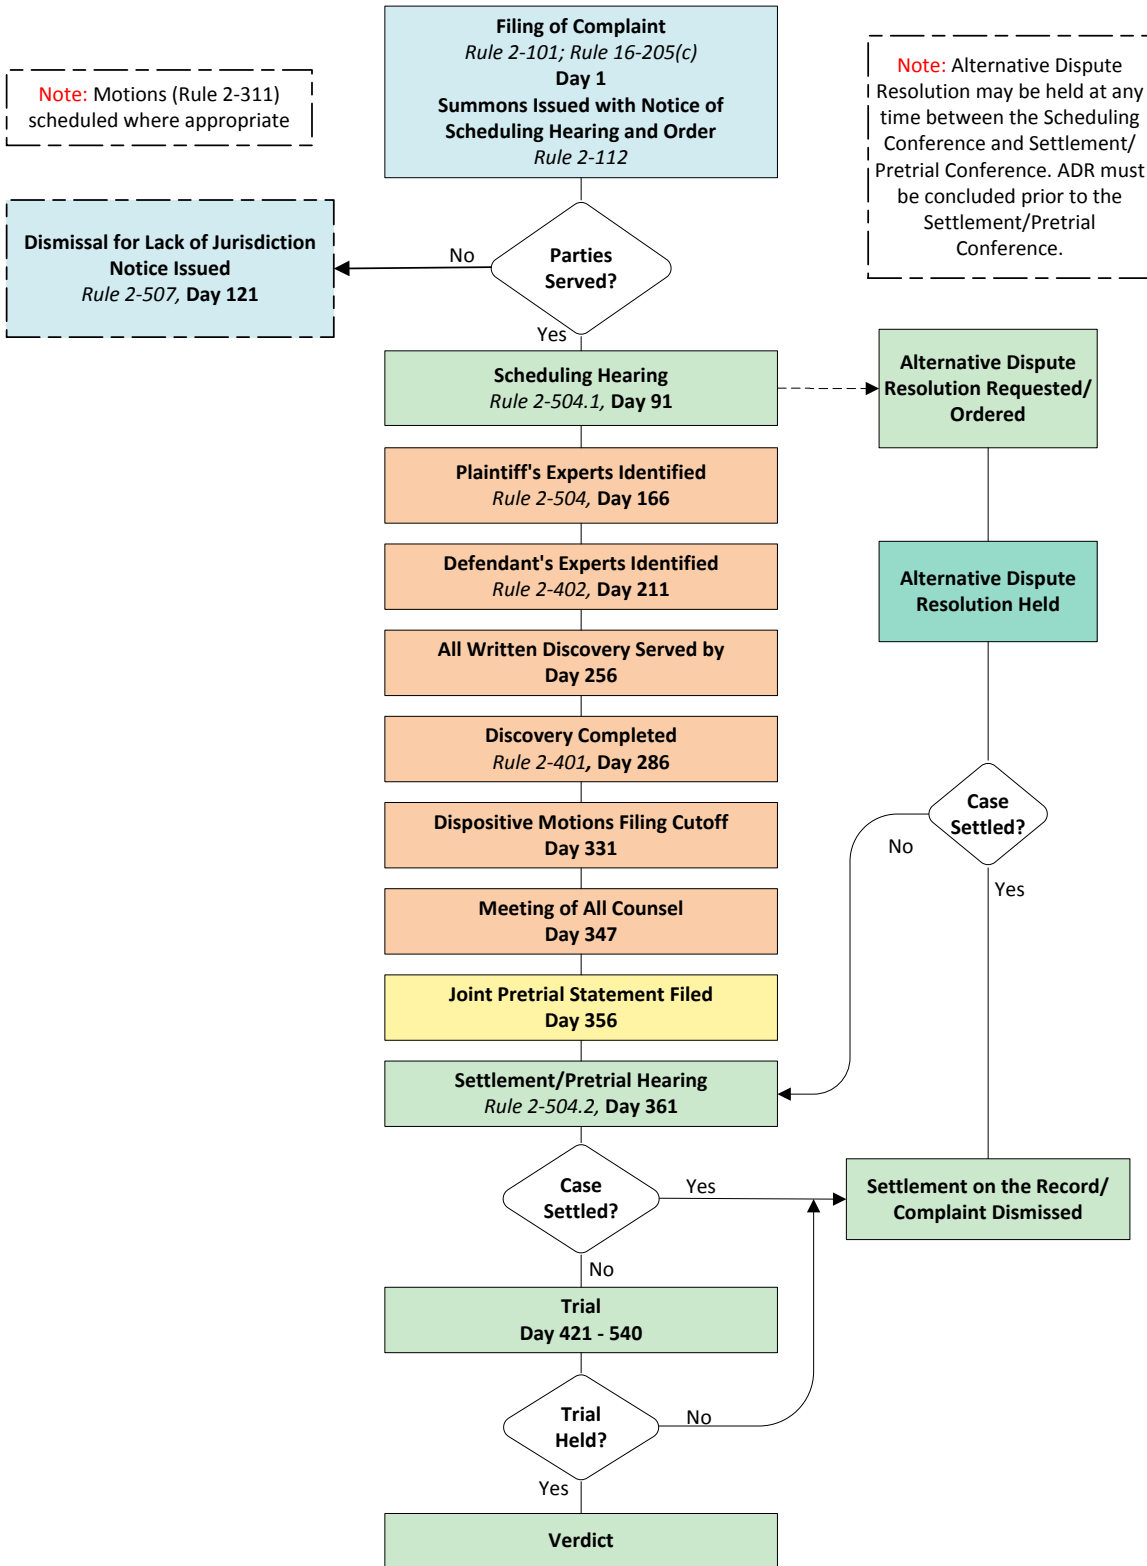 Filing of Complaint
Rule 2-101; Rule 16-205(c)
Day 1
Summons Issued with Notice of
Scheduling Hearing and Order
Rule 2-112
Note: Motions (Rule 2-311)
scheduled where appropriate
Note: Alternative Dispute
Resolution may be held at any
time between the Scheduling
Conference and Settlement/
Pretrial Conference. ADR must
be concluded prior to the
Settlement/Pretrial
Conference.
Dismissal for Lack of Jurisdiction
Notice Issued
Rule 2-507, Day 121
No
Parties
Served?
Yes
Scheduling Hearing
Rule 2-504.1, Day 91
Alternative Dispute
Resolution Requested/
Ordered
Plaintiff's Experts Identified
Rule 2-504, Day 166
Defendant's Experts Identified
Rule 2-402, Day 211
Alternative Dispute
Resolution Held
All Written Discovery Served by
Day 256
Discovery Completed
Rule 2-401, Day 286
Case
Settled?
No
Yes
Dispositive Motions Filing Cutoff
Day 331
Meeting of All Counsel
Day 347
Joint Pretrial Statement Filed
Day 356
Settlement/Pretrial Hearing
Rule 2-504.2, Day 361
Case
Settled?
Yes
Settlement on the Record/
Complaint Dismissed
No
Trial
Day 421 - 540
Trial
Held?
No
Yes
Verdict